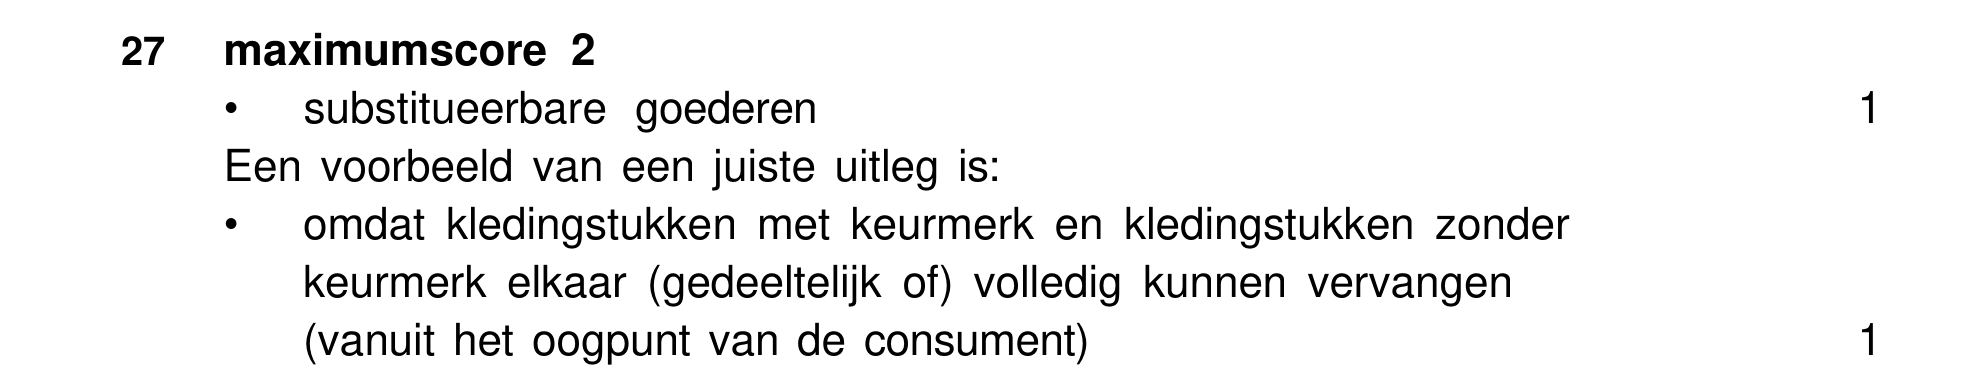 27 maximumscore 2
• substitueerbare goederen 1
Een voorbeeld van een juiste uitleg is:
• omdat kledingstukken met keurmerk en kledingstukken zonder
keurmerk elkaar (gedeeltelijk of) volledig kunnen vervangen
(vanuit het oogpunt van de consument) 1